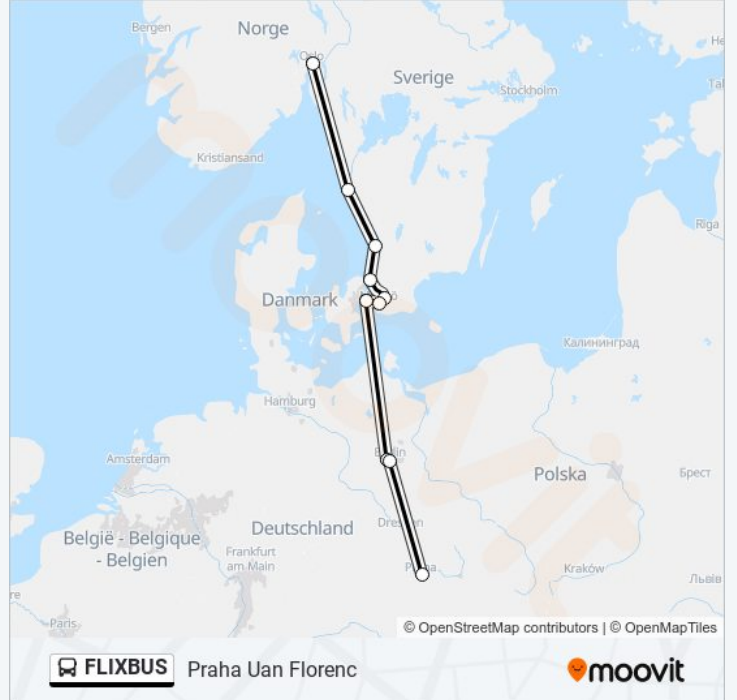 Bergen
Norge
Oslo
Sverige
Stockholm
Kristiansand
Rīga
Danmark
Калининград
Hamburg
Berlin
Amsterdam
Polska
Брест
Deutschland
Dresden
België - Belgique
- Belgien
Frankfurt
am Main
Praha
Kraków
Львів
Paris
© OpenStreetMap contributors | © OpenMapTiles
FLIXBUS
Praha Uan Florenc
moovit